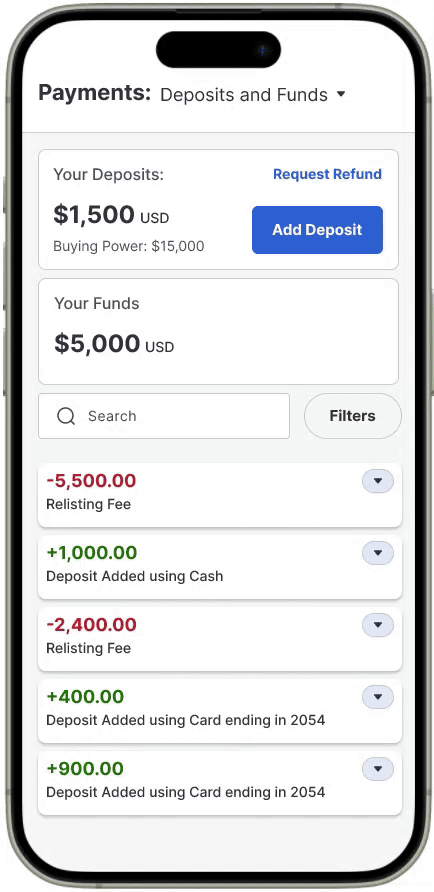 Payments: Deposits and Funds
Your Deposits:
Request Refund
$1,500 USD
Buying Power: $15,000
Add Deposit
Your Funds
$5,000 USD
Search
Filters
-5,500.00
Relisting Fee
+1,000.00
Deposit Added using Cash
-2,400.00
Relisting Fee
+400.00
Deposit Added using Card ending in 2054
+900.00
Deposit Added using Card ending in 2054